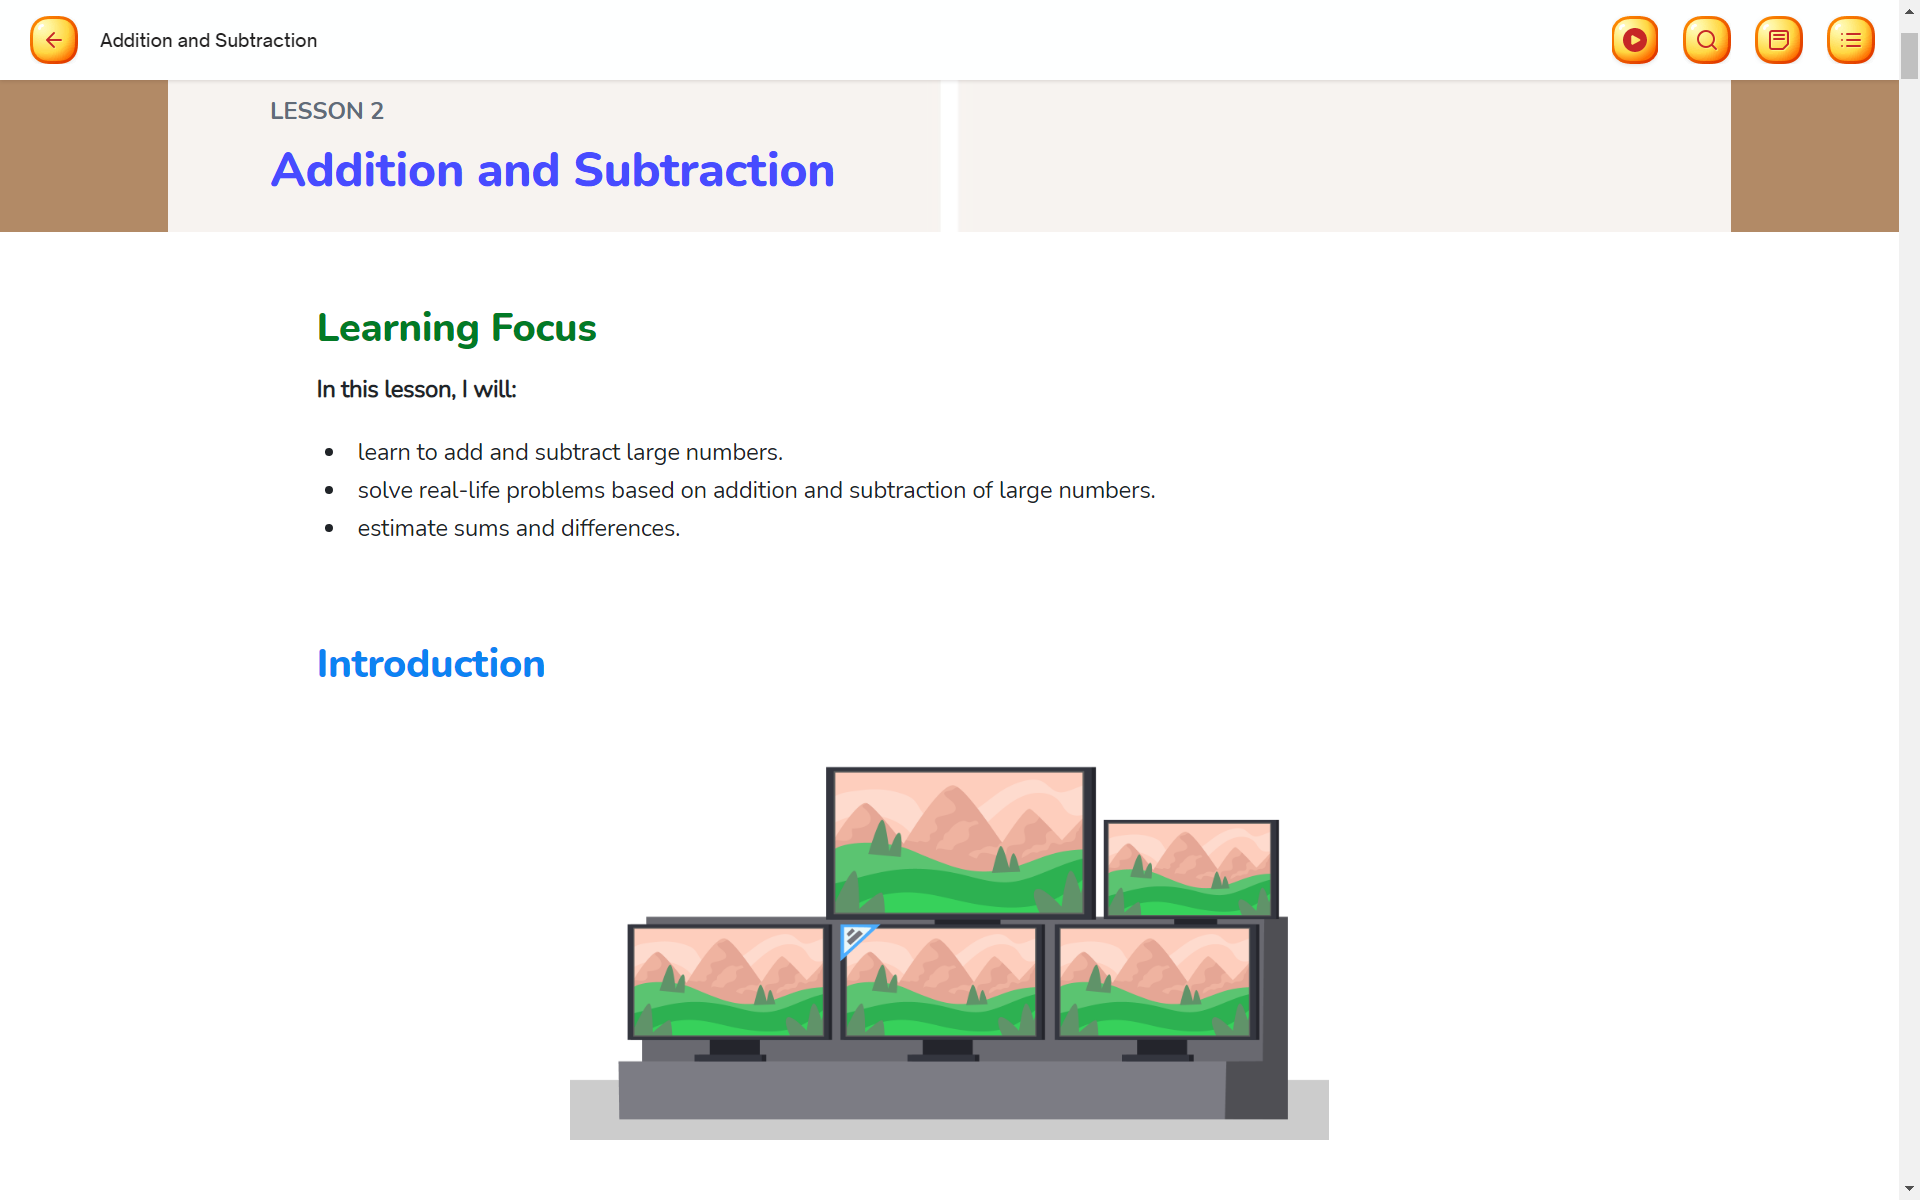 Addition and Subtraction
LESSON 2
Addition and Subtraction
Learning Focus
In this lesson, I will:
learn to add and subtract large numbers.
solve real-life problems based on addition and subtraction of large numbers.
estimate sums and differences.
Introduction